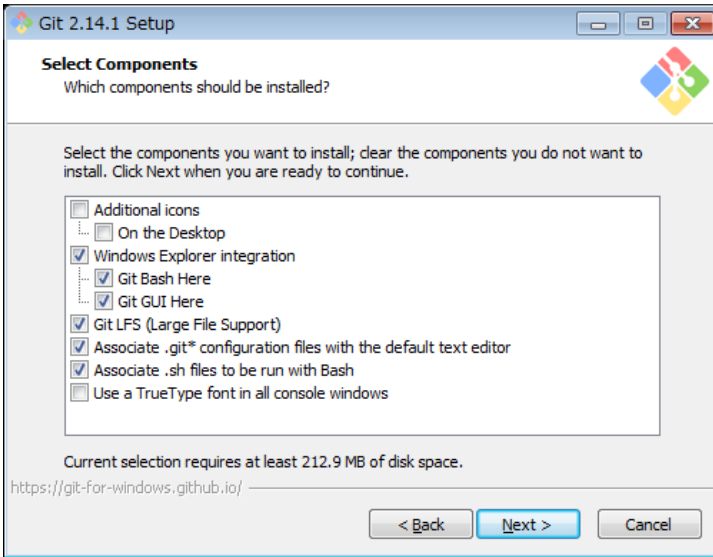 Git 2.14.1 Setup
Select Components
Which components should be installed?
Select the components you want to install; clear the components you do not want to
install. Click Next when you are ready to continue.
Additional icons
On the Desktop
Windows Explorer integration
Git Bash Here
Git GUI Here
Git LFS (Large File Support)
Associate .git* configuration files with the default text editor
Associate .sh files to be run with Bash
Use a TrueType font in all console windows
Current selection requires at least 212.9 MB of disk space.
https://git-for-windows.github.io/
< Back
Next >
Cancel